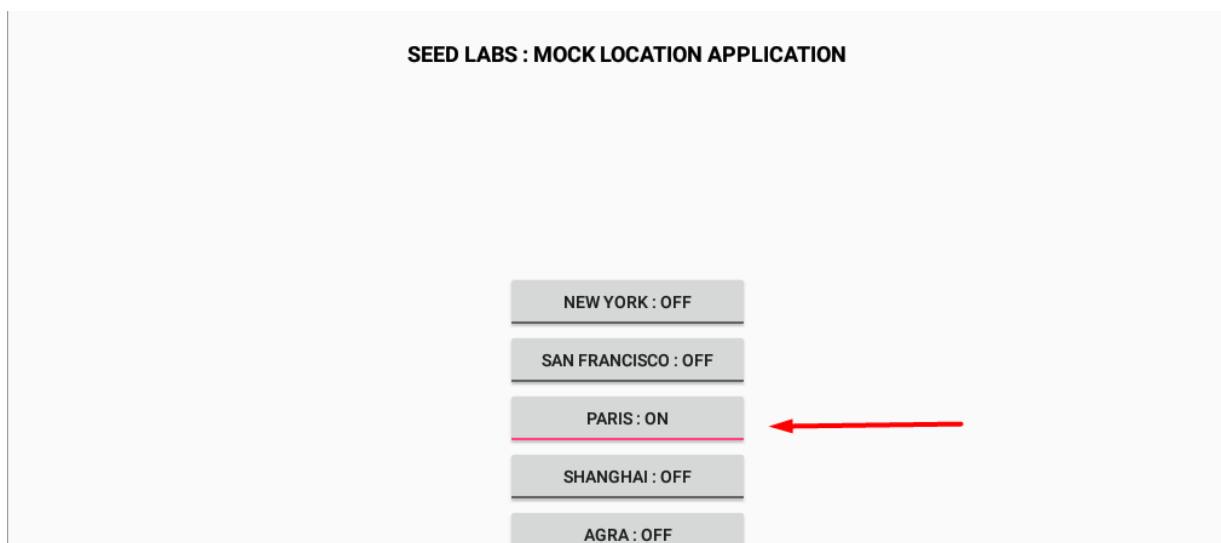 SEED LABS : MOCK LOCATION APPLICATION
NEW YORK : OFF
SAN FRANCISCO : OFF
PARIS : ON
SHANGHAI : OFF
AGRA : OFF